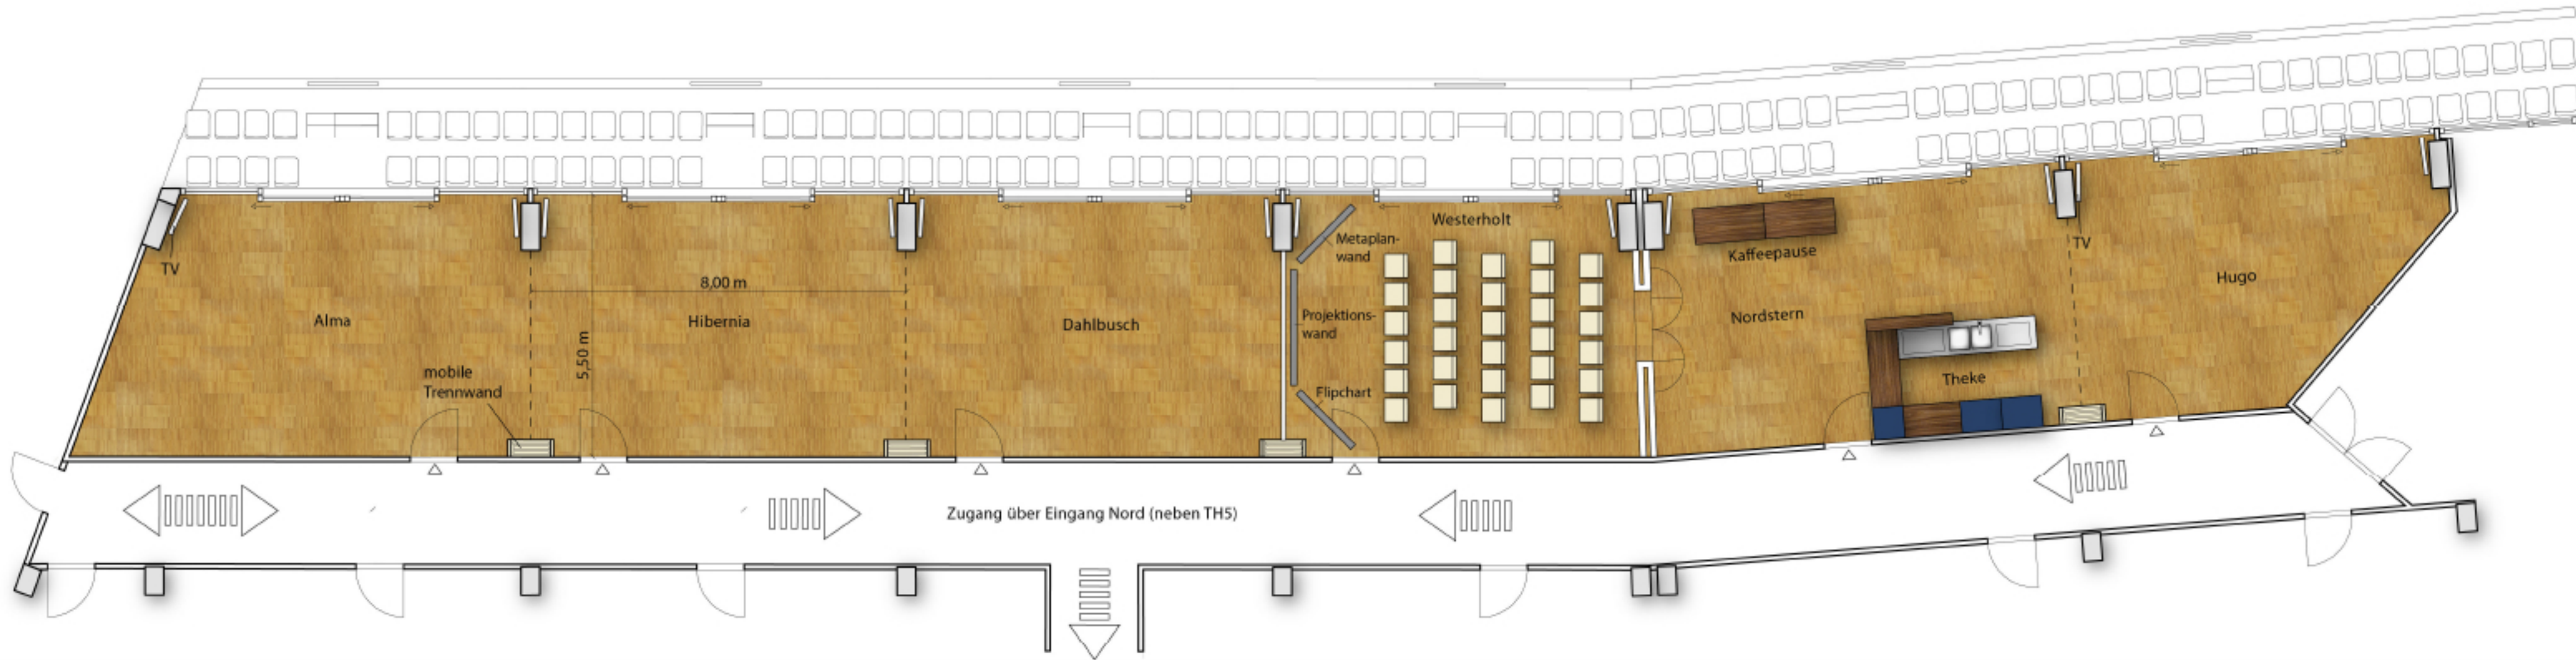 Westerholt
Metaplan-
wand
Kaffeepause
TV
TV
Hugo
8,00 m
Alma
Hibernia
Dahlbusch
Projektions-
wand
Nordstern
5,50 m
mobile
Trennwand
Flipchart
Theke
Zugang über Eingang Nord (neben TH5)